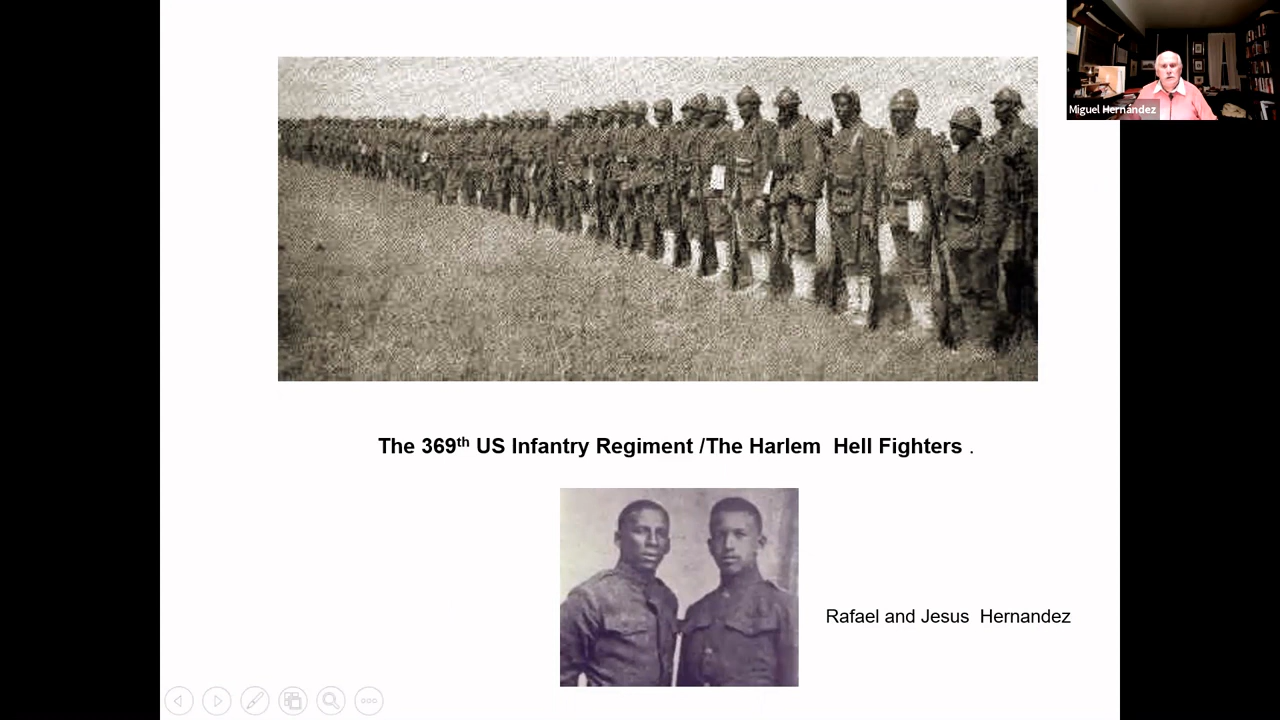 Miguel Hernández
The 369th US Infantry Regiment /The Harlem  Hell Fighters .
Rafael and Jesus  Hernandez